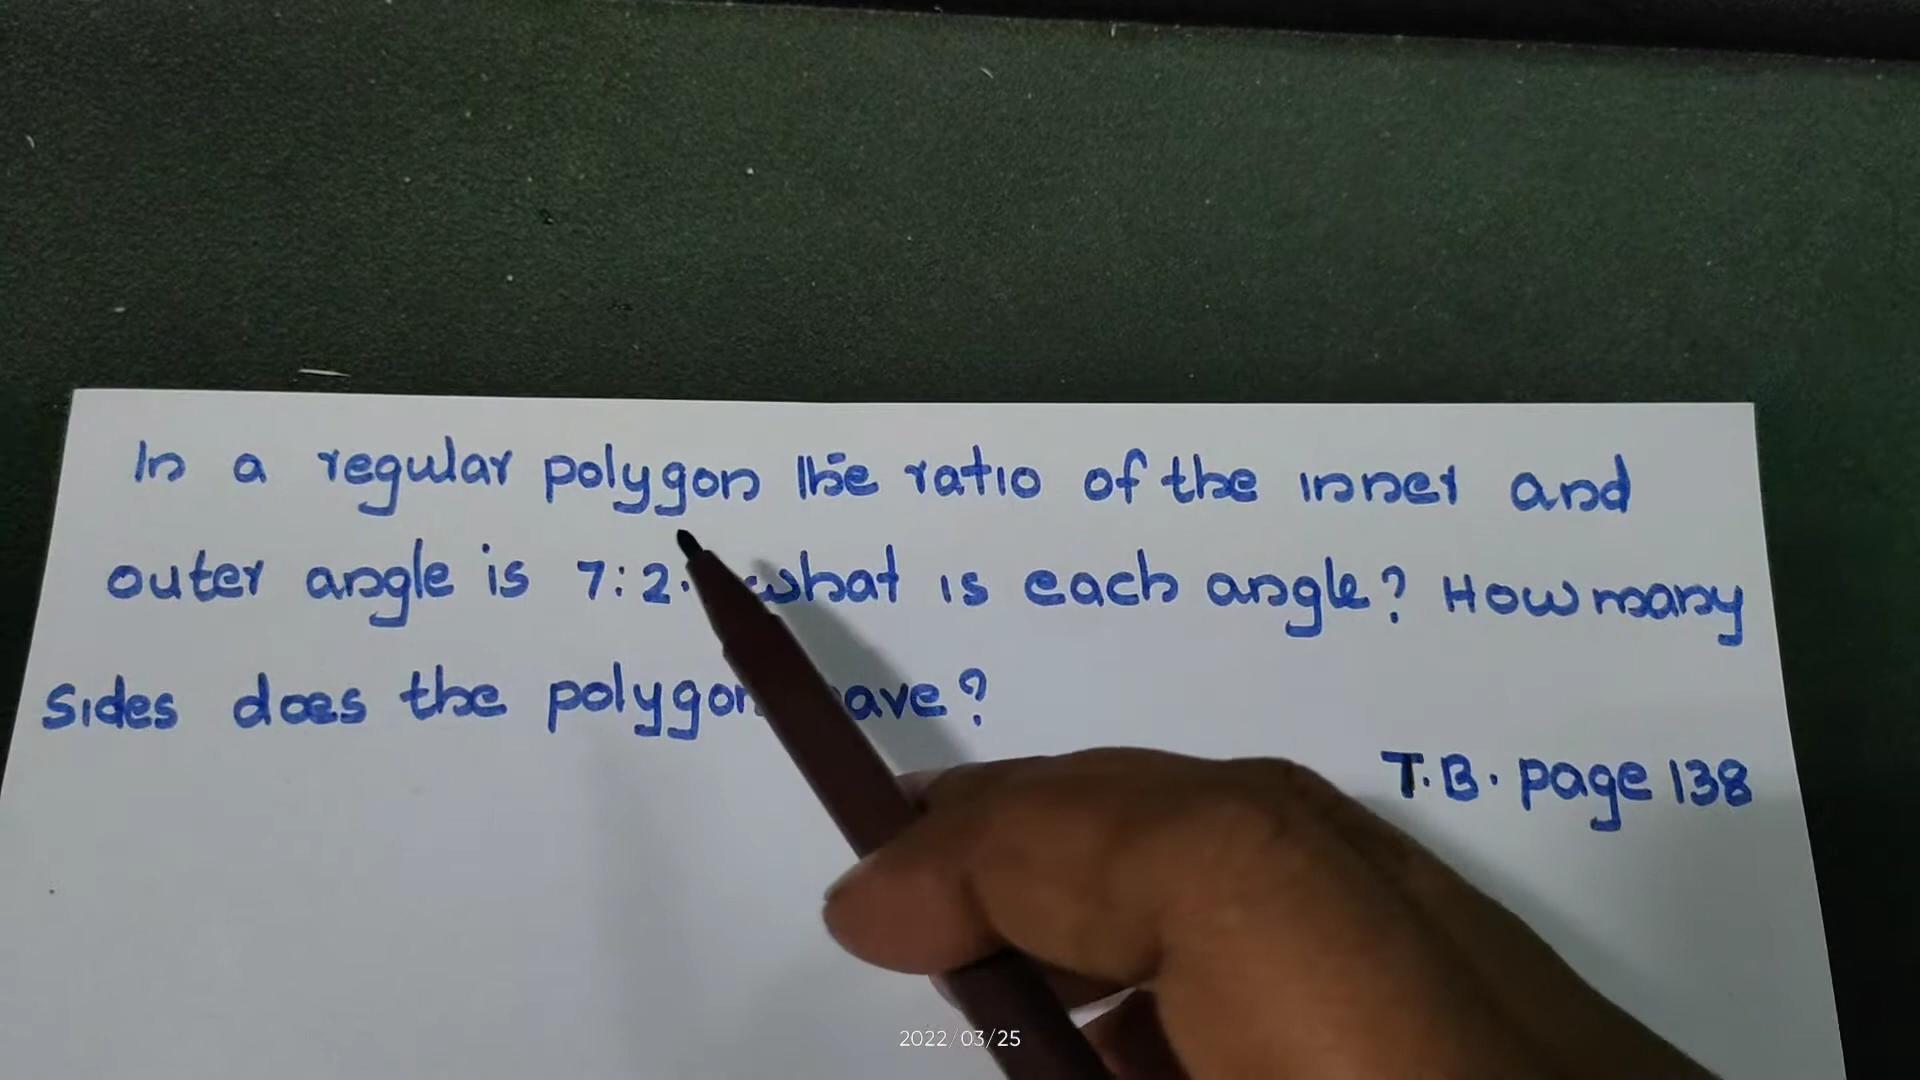 In a regular polygon the ratio of the inner and
outer angle is 7:2. what is each angle? How many
sides does the polygon ave?
T.B. page 138
2022/03/25